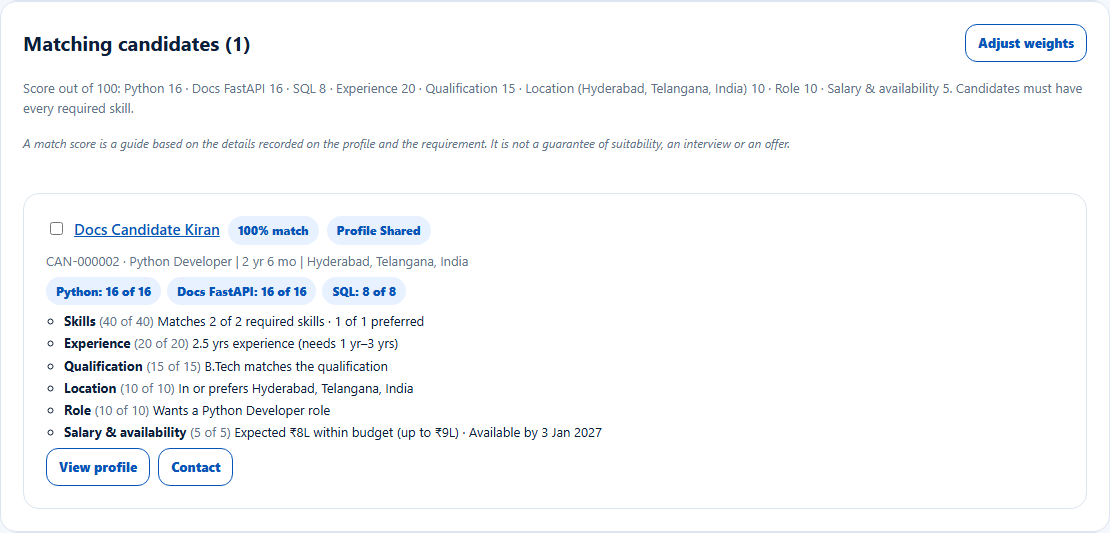 Matching candidates (1)
Adjust weights
Score out of 100: Python 16 · Docs FastAPI 16 · SQL 8 · Experience 20 · Qualification 15 · Location (Hyderabad, Telangana, India) 10 · Role 10 · Salary & availability 5. Candidates must have
every required skill.
A match score is a guide based on the details recorded on the profile and the requirement. It is not a guarantee of suitability, an interview or an offer.
Docs Candidate Kiran 100% match Profile Shared
CAN-000002 · Python Developer | 2 yr 6 mo | Hyderabad, Telangana, India
Python: 16 of 16 Docs FastAPI: 16 of 16 SQL: 8 of 8
Skills (40 of 40) Matches 2 of 2 required skills · 1 of 1 preferred
Experience (20 of 20) 2.5 yrs experience (needs 1 yr–3 yrs)
Qualification (15 of 15) B.Tech matches the qualification
Location (10 of 10) In or prefers Hyderabad, Telangana, India
Role (10 of 10) Wants a Python Developer role
Salary & availability (5 of 5) Expected ₹8L within budget (up to ₹9L) · Available by 3 Jan 2027
View profile Contact